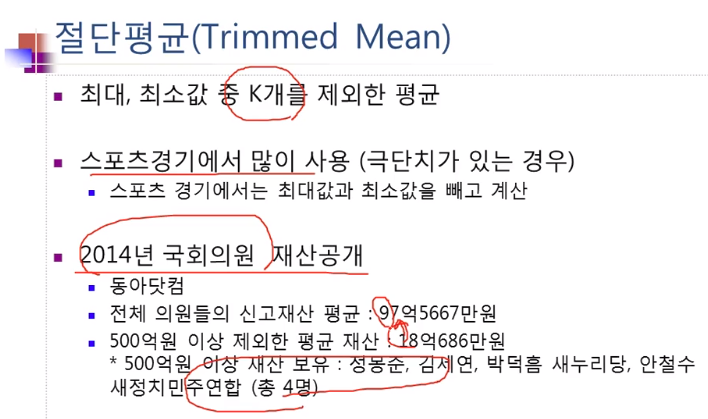 절단평균(Trimmed Mean)
최대, 최소값 중 K개를 제외한 평균
스포츠경기에서 많이 사용 (극단치가 있는 경우)
스포츠 경기에서는 최대값과 최소값을 빼고 계산
2014년 국회의원 재산공개
동아닷컴
전체 의원들의 신고재산 평균 : 97억5667만원
500억원 이상 제외한 평균 재산 : 18억686만원
* 500억원 이상 재산 보유 : 정몽준, 김세연, 박덕흠 새누리당, 안철수
새정치민주연합 (총 4명)